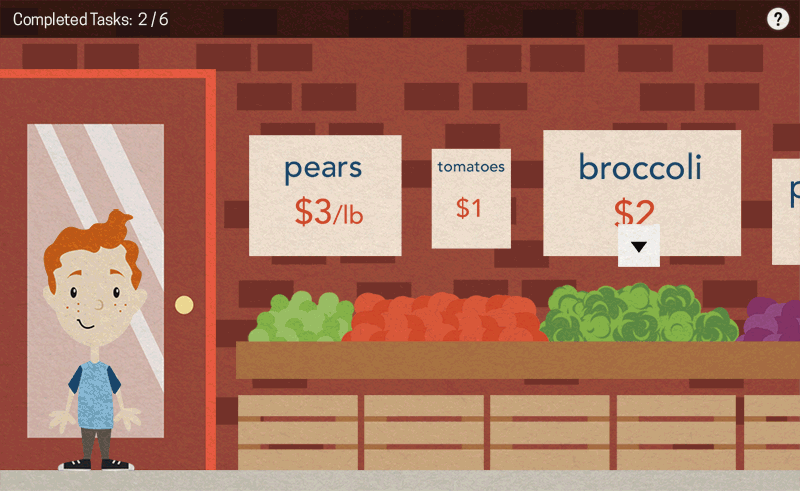 Completed Tasks: 2 / 6
?
pears
$3/lb
tomatoes
$1
broccoli
$2